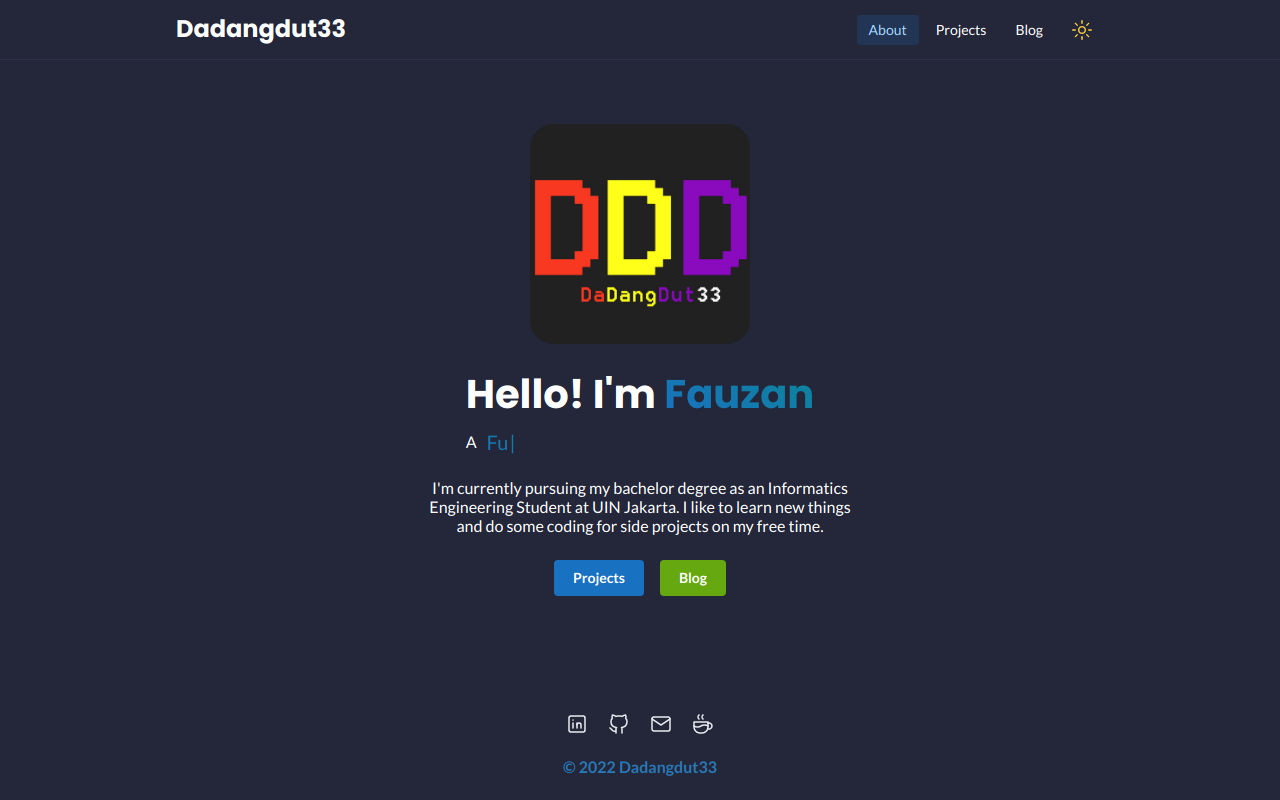 Dadangdut33
About Projects Blog
DDD
DaDangDut33
Hello! I'm Fauzan
A Fu|
I'm currently pursuing my bachelor degree as an Informatics
Engineering Student at UIN Jakarta. I like to learn new things
and do some coding for side projects on my free time.
Projects Blog
© 2022 Dadangdut33